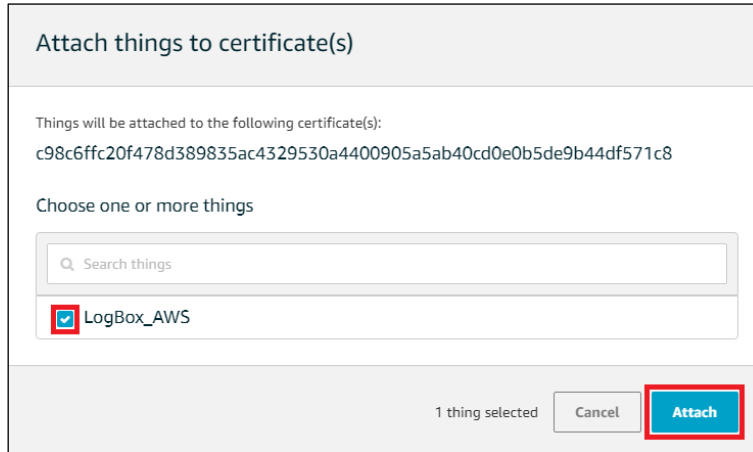 Attach things to certificate(s)
Things will be attached to the following certificate(s):
c98c6ffc20f478d389835ac4329530a4400905a5ab40cd0e0b5de9b44df571c8
Choose one or more things
Search things
LogBox_AWS
1 thing selected Cancel Attach